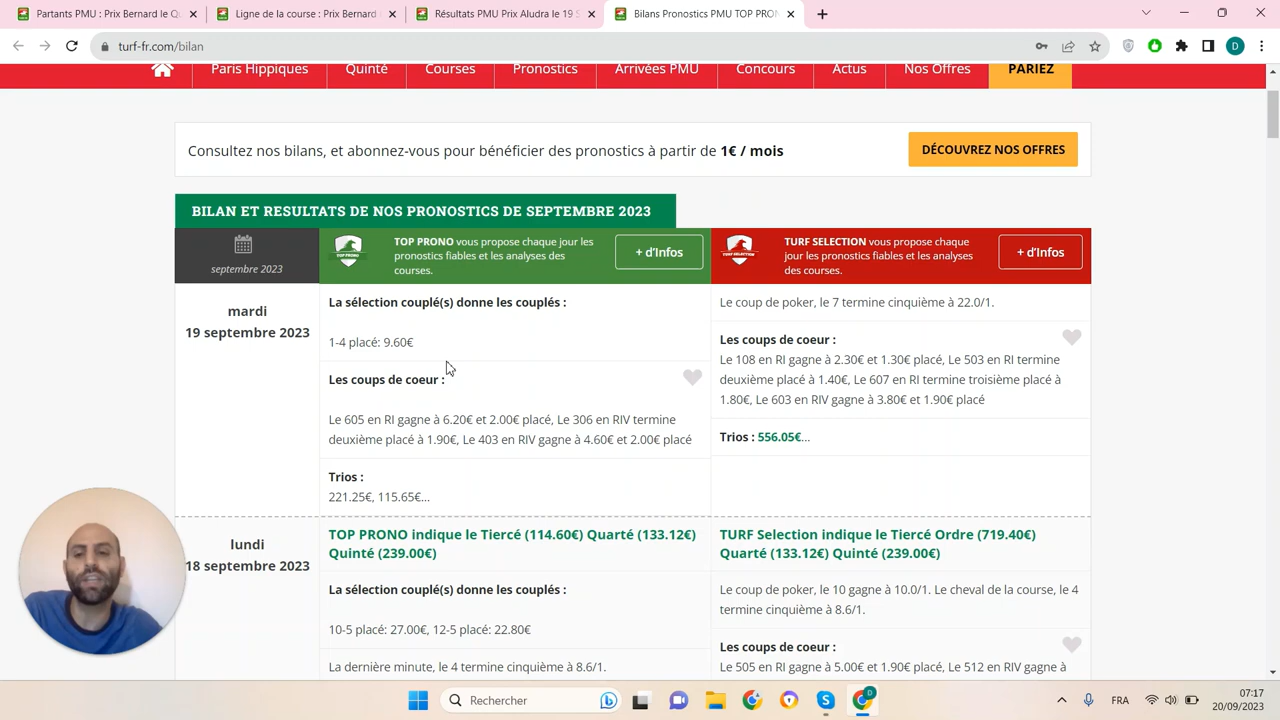 Partants PMU : Prix Bernard le Q
Ligne de la course : Prix Bernard
Résultats PMU Prix Aludra le 19 S
Bilans Pronostics PMU TOP PRON
turf-fr.com/bilan
D
Paris Hippiques
Quinté
Courses
Pronostics
Arrivées PMU
Concours
Actus
Nos Offres
PARIEZ
Consultez nos bilans, et abonnez-vous pour bénéficier des pronostics à partir de 1€ / mois
DÉCOUVREZ NOS OFFRES
BILAN ET RESULTATS DE NOS PRONOSTICS DE SEPTEMBRE 2023
septembre 2023
TOP PRONO
TOP PRONO vous propose chaque jour les
pronostics fiables et les analyses des
courses.
+ d'Infos
TURF SELECTION
TURF SELECTION vous propose chaque
jour les pronostics fiables et les analyses
des courses.
+ d'Infos
mardi
19 septembre 2023
La sélection couplé(s) donne les couplés :
1-4 placé: 9.60€
Les coups de coeur :
Le 605 en RI gagne à 6.20€ et 2.00€ placé, Le 306 en RIV termine
deuxième placé à 1.90€, Le 403 en RIV gagne à 4.60€ et 2.00€ placé
Trios :
221.25€, 115.65€...
Le coup de poker, le 7 termine cinquième à 22.0/1.
Les coups de coeur :
Le 108 en RI gagne à 2.30€ et 1.30€ placé, Le 503 en RI termine
deuxième placé à 1.40€, Le 607 en RI termine troisième placé à
1.80€, Le 603 en RIV gagne à 3.80€ et 1.90€ placé
Trios : 556.05€...
lundi
18 septembre 2023
TOP PRONO indique le Tiercé (114.60€) Quarté (133.12€)
Quinté (239.00€)
La sélection couplé(s) donne les couplés :
10-5 placé: 27.00€, 12-5 placé: 22.80€
La dernière minute, le 4 termine cinquième à 8.6/1.
TURF Selection indique le Tiercé Ordre (719.40€)
Quarté (133.12€) Quinté (239.00€)
Le coup de poker, le 10 gagne à 10.0/1. Le cheval de la course, le 4
termine cinquième à 8.6/1.
Les coups de coeur :
Le 505 en RI gagne à 5.00€ et 1.90€ placé, Le 512 en RIV gagne à
Rechercher
D
FRA
07:17
20/09/2023